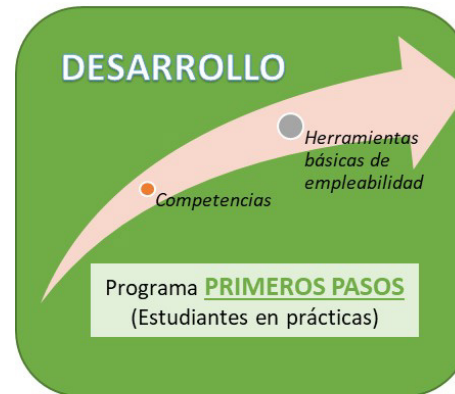 DESARROLLO
Herramientas
básicas de
empleabilidad
Competencias
Programa PRIMEROS PASOS
(Estudiantes en prácticas)